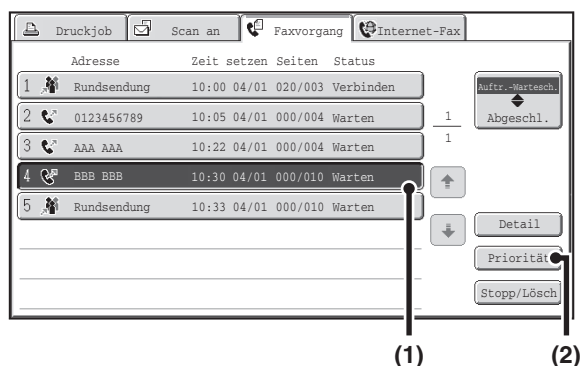 Druckjob Scan an Faxvorgang Internet-Fax
Adresse Zeit setzen Seiten Status
1 Rundsendung 10:00 04/01 020/003 Verbinden
2 0123456789 10:05 04/01 000/004 Warten
3 AAA AAA 10:22 04/01 000/004 Warten
4 BBB BBB 10:30 04/01 000/010 Warten
5 Rundsendung 10:33 04/01 000/010 Warten
Auftr.-Wartesch.
Abgeschl.
1
1
Detail
Priorität
Stopp/Lösch
(1) (2)